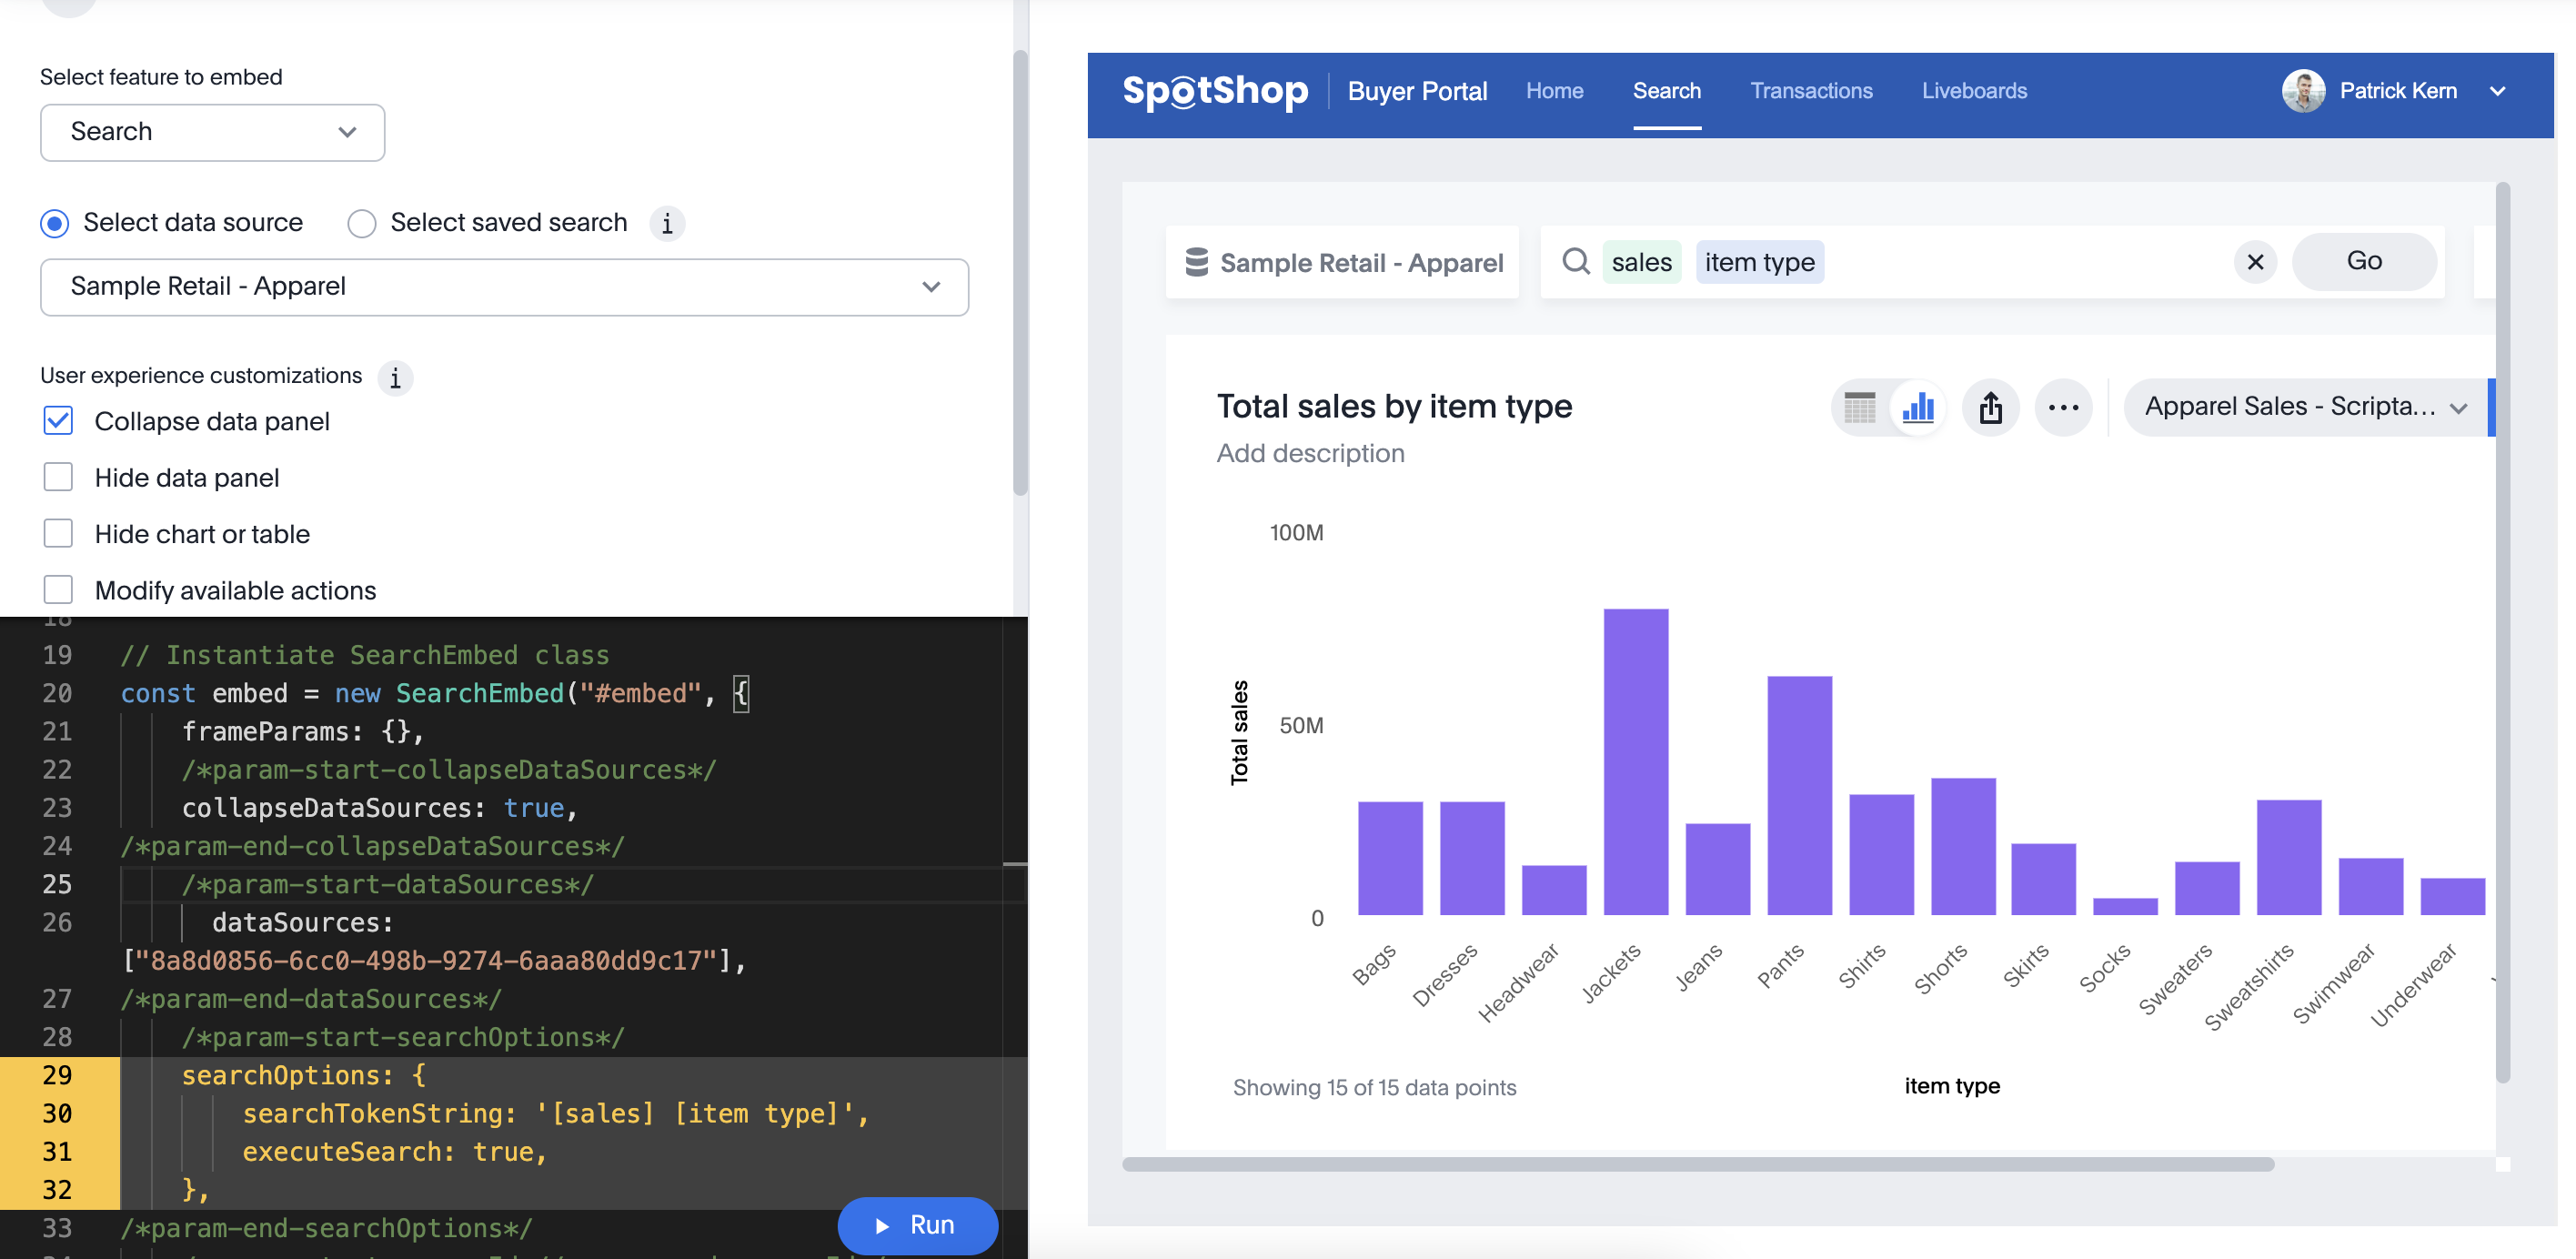 Select feature to embed
Search
Select data source
Select saved search
i
Sample Retail - Apparel
User experience customizations
i
Collapse data panel
Hide data panel
Hide chart or table
Modify available actions
18
19 // Instantiate SearchEmbed class
20 const embed = new SearchEmbed("#embed", {
21 frameParams: {},
22 /*param-start-collapseDataSources*/
23 collapseDataSources: true,
24 /*param-end-collapseDataSources*/
25 /*param-start-dataSources*/
26 dataSources:
["8a8d0856-6cc0-498b-9274-6aaa80dd9c17"],
27 /*param-end-dataSources*/
28 /*param-start-searchOptions*/
29 searchOptions: {
30 searchTokenString: '[sales] [item type]',
31 executeSearch: true,
32 },
33 /*param-end-searchOptions*/
Run
SpotShop
Buyer Portal
Home
Search
Transactions
Liveboards
Patrick Kern
Sample Retail - Apparel
sales
item type
Go
Total sales by item type
Add description
Apparel Sales - Scripta...
100M
50M
0
Total sales
Bags
Dresses
Headwear
Jackets
Jeans
Pants
Shirts
Shorts
Skirts
Socks
Sweaters
Sweatshirts
Swimwear
Underwear
item type
Showing 15 of 15 data points